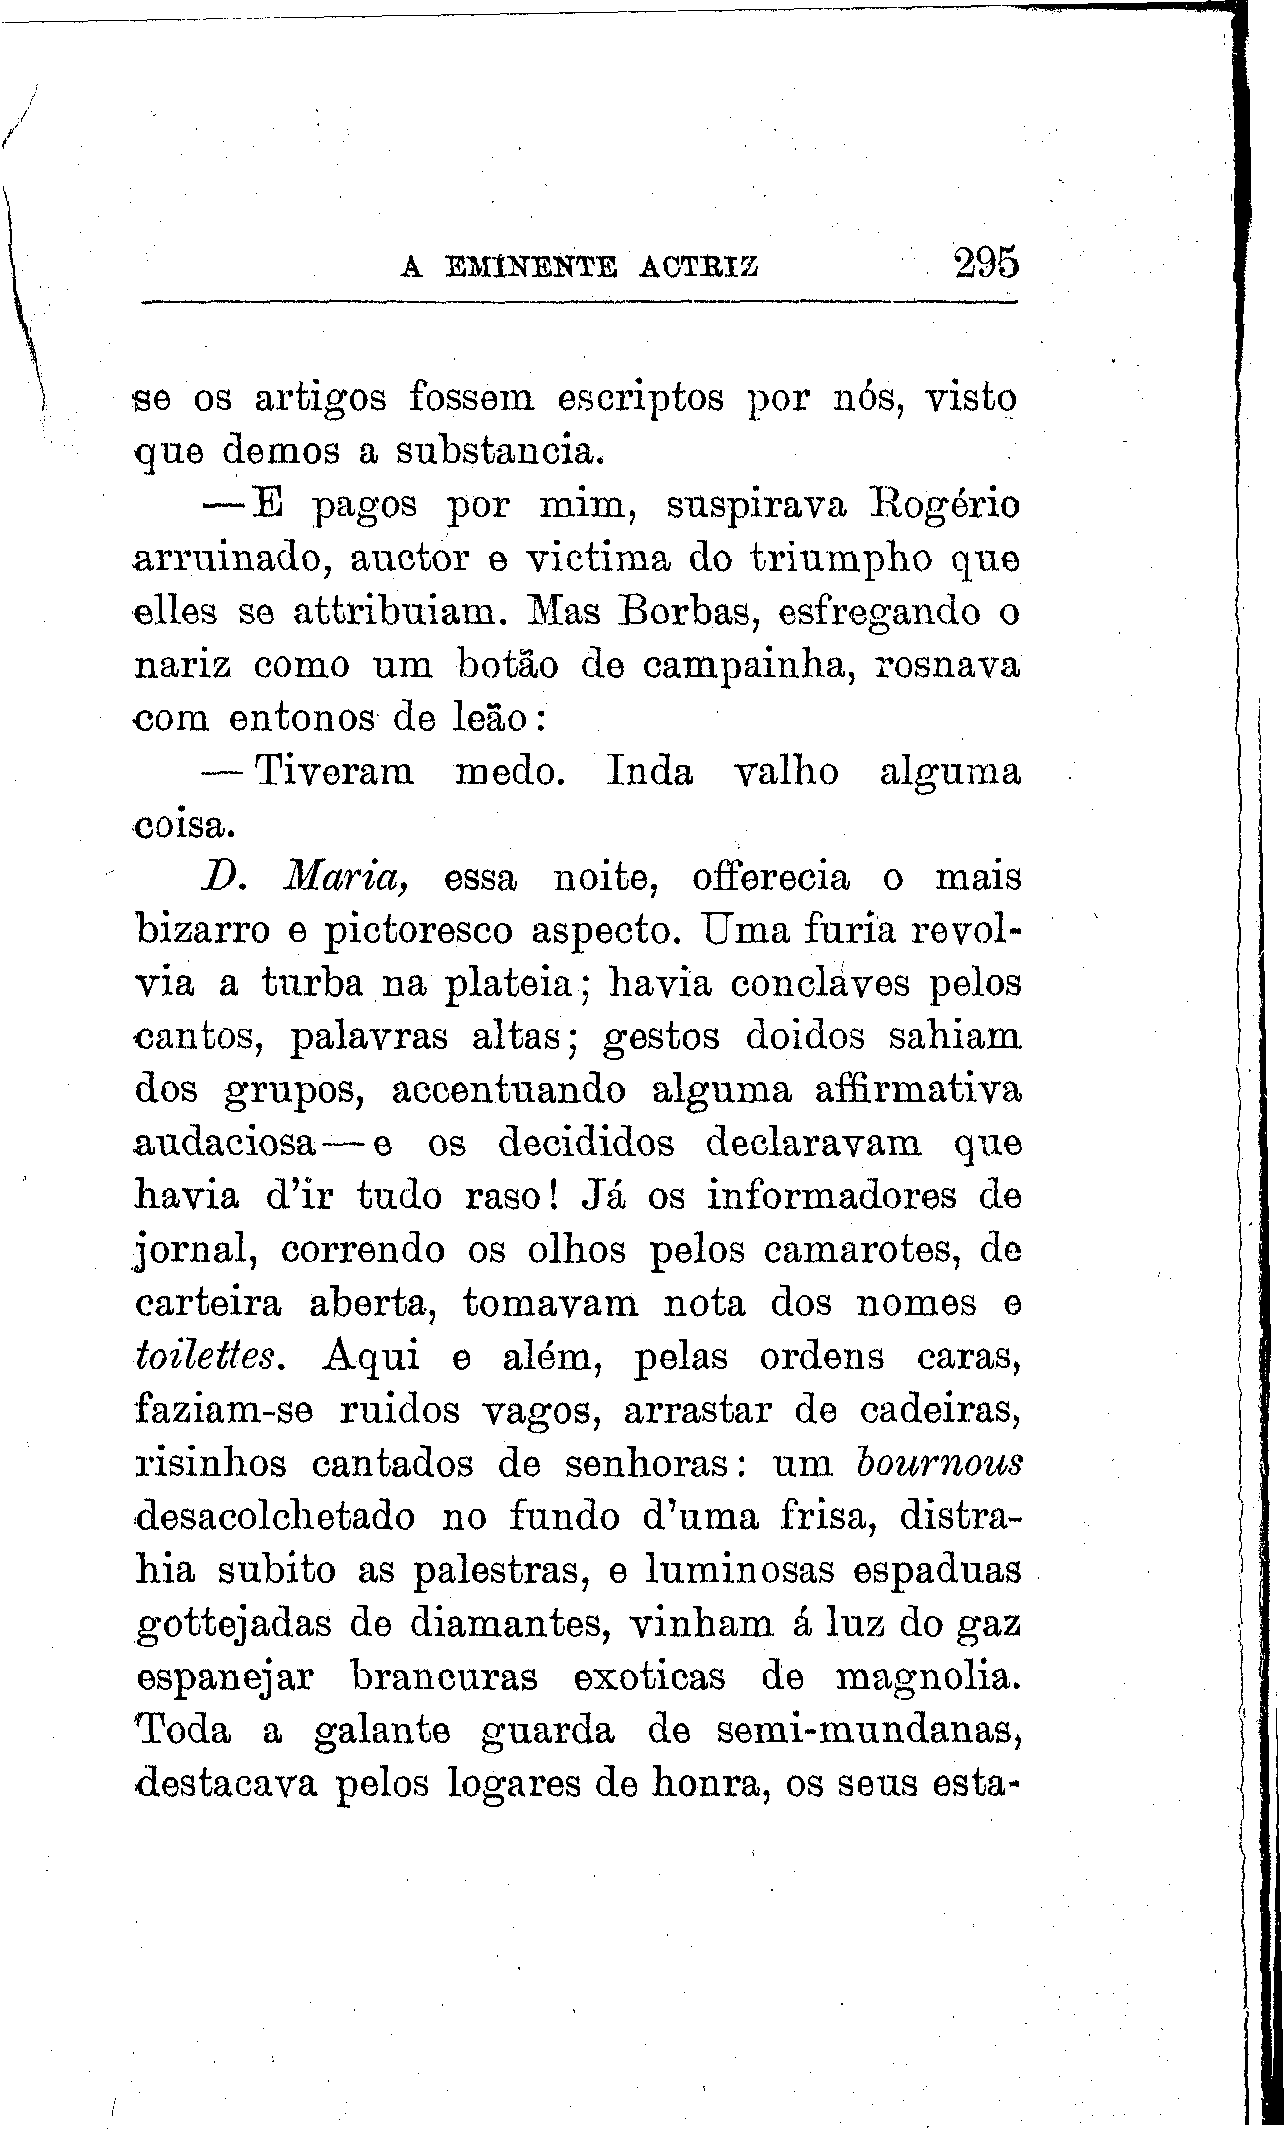 A EMINENTE ACTRIZ 295
se os artigos fossem escriptos por nós, visto
que demos a substancia.
—E pagos por mim, suspirava Rogério
arruinado, auctor e victima do triumpho que
elles se attribuiam. Mas Borbas, esfregando o
nariz como um botão de campainha, rosnava
com entonos de leão:
—Tiveram medo. Inda valho alguma
coisa.
D. Maria, essa noite, offerecia o mais
bizarro e pictoresco aspecto. Uma furia revol-
via a turba na plateia; havia conclàves pelos
cantos, palavras altas; gestos doidos sahiam
dos grupos, accentuando alguma affirmativa
audaciosa—e os decididos declaravam que
havia d'ir tudo raso! Já os informadores de
jornal, correndo os olhos pelos camarotes, de
carteira aberta, tomavam nota dos nomes e
toilettes. Aqui e além, pelas ordens caras,
faziam-se ruidos vagos, arrastar de cadeiras,
risinhos cantados de senhoras: um bournous
desacolchetado no fundo d'uma frisa, distra-
hia subito as palestras, e luminosas espaduas
gottejadas de diamantes, vinham á luz do gaz
espanejar brancuras exoticas de magnolia.
Toda a galante guarda de semi-mundanas,
destacava pelos logares de honra, os seus esta-